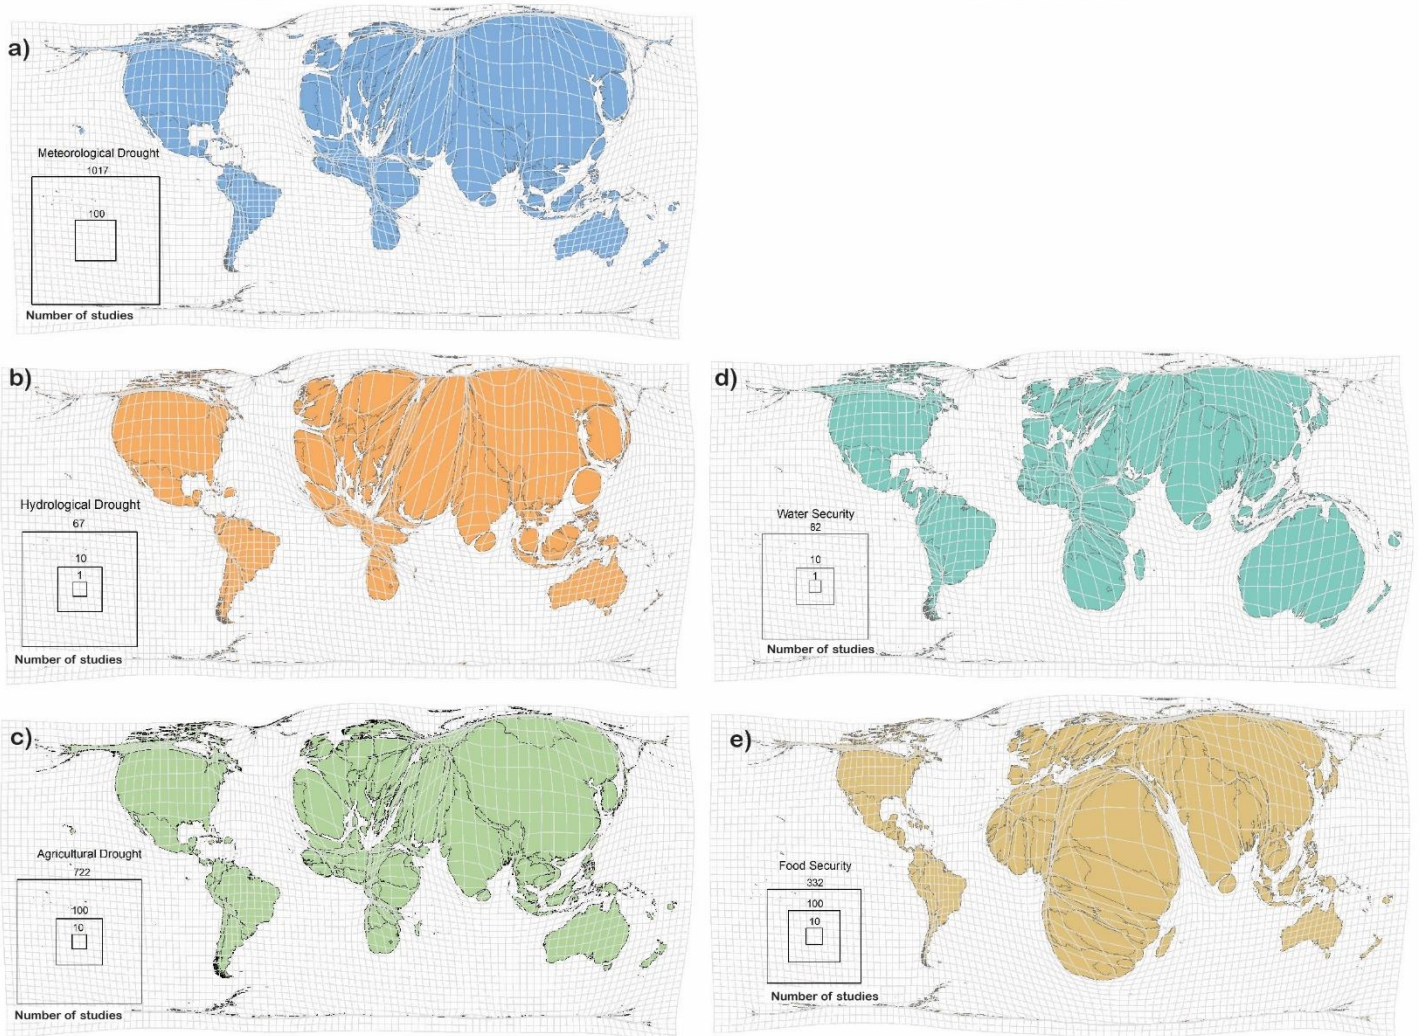 a)
Meteorological Drought
1017
100
Number of studies
b)
Hydrological Drought
67
10
1
Number of studies
c)
Agricultural Drought
722
100
10
Number of studies
d)
Water Security
82
10
1
Number of studies
e)
Food Security
332
100
10
Number of studies